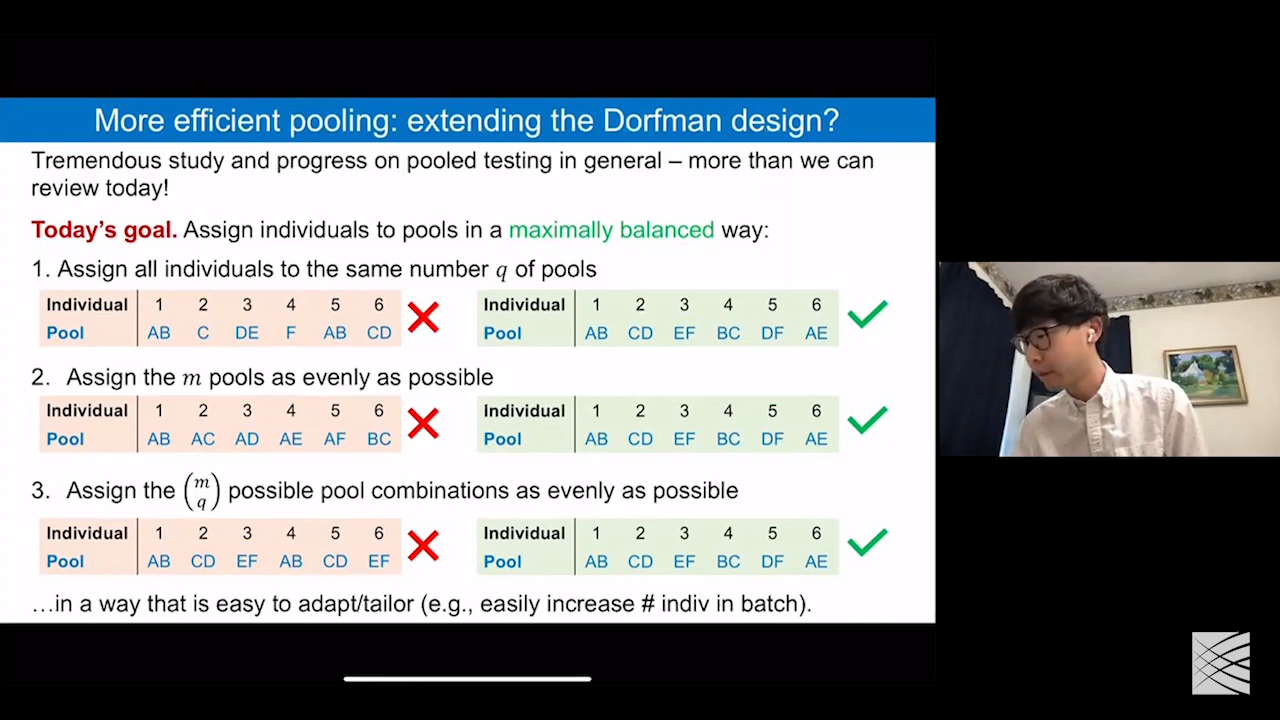 More efficient pooling: extending the Dorfman design?
Tremendous study and progress on pooled testing in general – more than we can
review today!
Today's goal. Assign individuals to pools in a maximally balanced way:
1. Assign all individuals to the same number q of pools
Individual 1 2 3 4 5 6
Pool AB C DE F AB CD
Individual 1 2 3 4 5 6
Pool AB CD EF BC DF AE
2. Assign the m pools as evenly as possible
Individual 1 2 3 4 5 6
Pool AB AC AD AE AF BC
Individual 1 2 3 4 5 6
Pool AB CD EF BC DF AE
3. Assign the (m q) possible pool combinations as evenly as possible
Individual 1 2 3 4 5 6
Pool AB CD EF AB CD EF
Individual 1 2 3 4 5 6
Pool AB CD EF BC DF AE
…in a way that is easy to adapt/tailor (e.g., easily increase # indiv in batch).